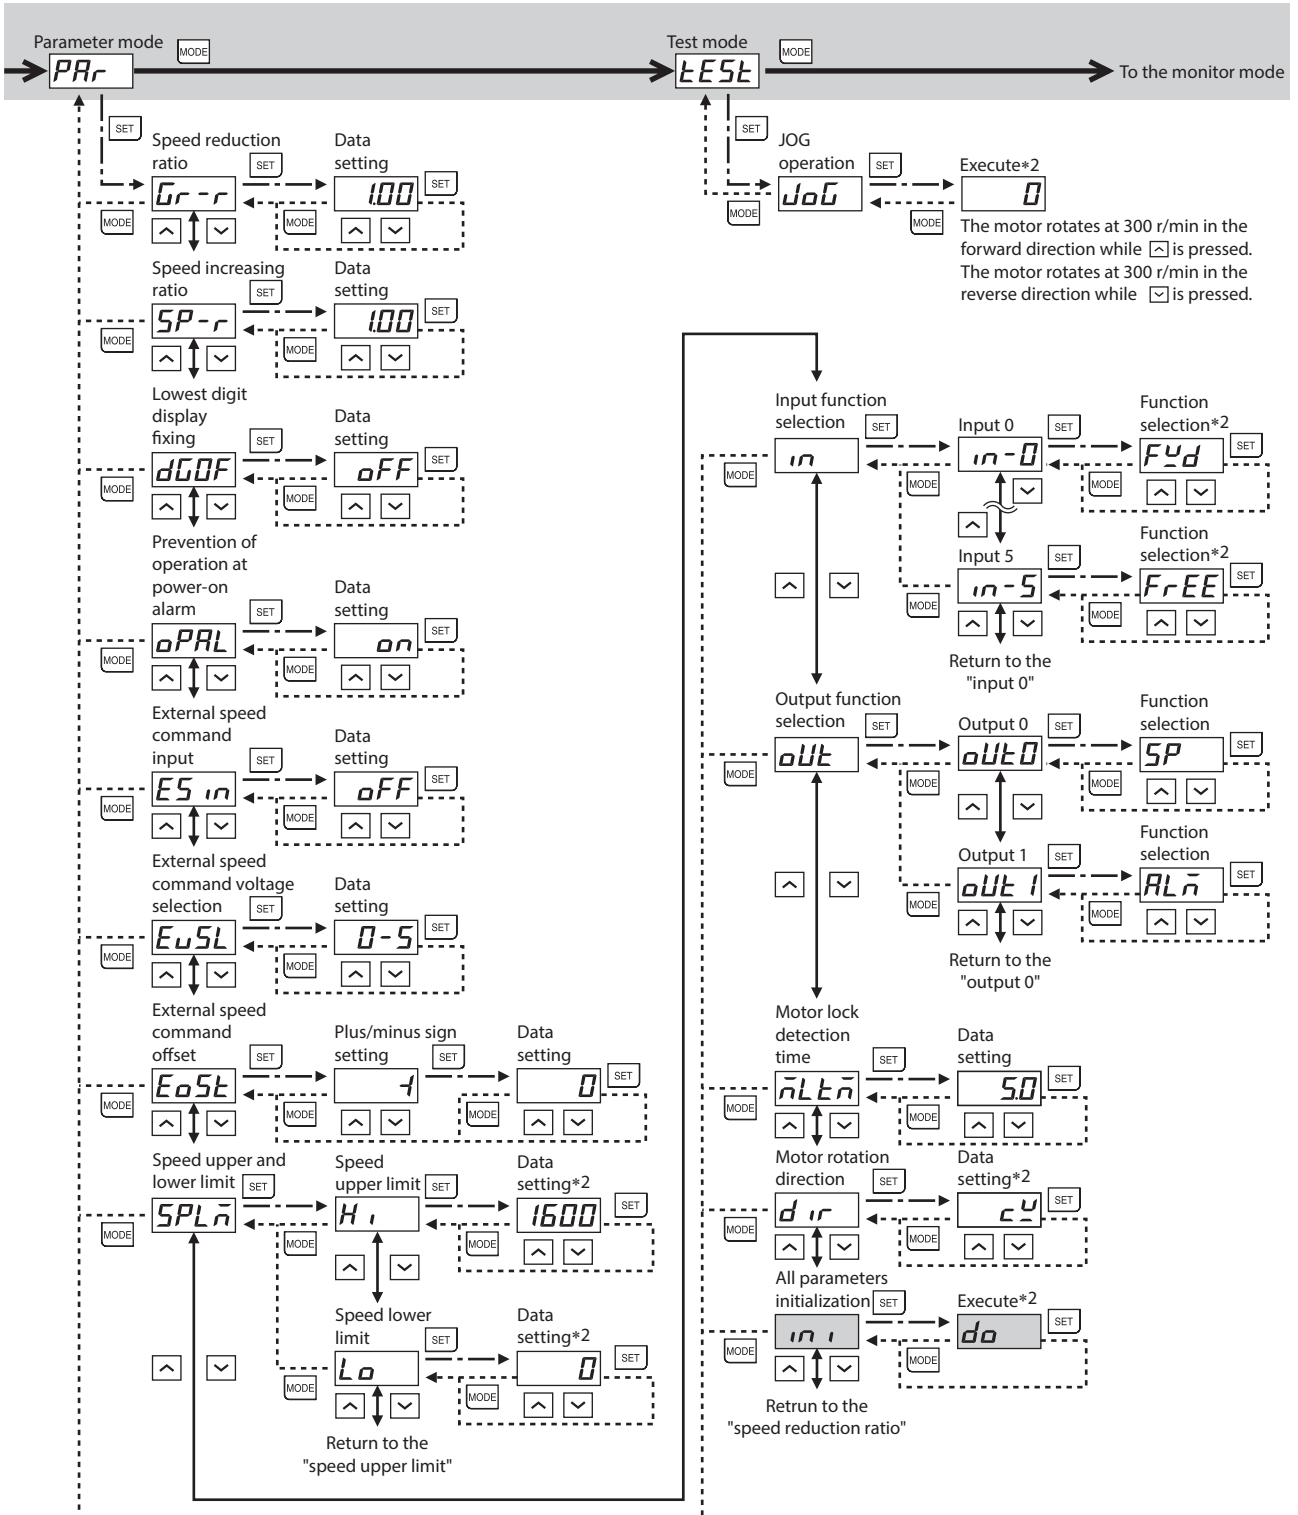 Parameter mode
MODE
PAr
Test mode
MODE
tESt
To the monitor mode
SET
Speed reduction
ratio
SET
Data
setting
Gr-r
1.00
SET
MODE
MODE
Speed increasing
ratio
SET
Data
setting
SP-r
1.00
SET
MODE
MODE
Lowest digit
display
fixing
SET
Data
setting
dGOF
oFF
SET
MODE
MODE
Prevention of
operation at
power-on
alarm
SET
Data
setting
oPAL
on
SET
MODE
MODE
External speed
command
input
SET
Data
setting
ES in
oFF
SET
MODE
MODE
External speed
command voltage
selection
SET
Data
setting
EvSL
0-5
SET
MODE
MODE
External speed
command
offset
SET
Plus/minus sign
setting
SET
Data
setting
EoSt
0
SET
MODE
MODE
MODE
Speed upper and
lower limit
SET
Speed
upper limit
SET
Data
setting*2
SPLm
Hi
1600
SET
MODE
MODE
MODE
Speed lower
limit
SET
Data
setting*2
Lo
0
SET
MODE
MODE
Return to the
"speed upper limit"
SET
JOG
operation
SET
Execute*2
JoG
0
MODE
MODE
The motor rotates at 300 r/min in the
forward direction while is pressed.
The motor rotates at 300 r/min in the
reverse direction while is pressed.
Input function
selection
SET
Input 0
SET
Function
selection*2
in
in-0
Fwd
SET
MODE
MODE
MODE
Input 5
SET
Function
selection*2
in-5
FrEE
SET
MODE
MODE
Return to the
"input 0"
Output function
selection
SET
Output 0
SET
Function
selection
oUt
oUt0
SP
SET
MODE
MODE
MODE
Output 1
SET
Function
selection
oUt1
ALm
SET
MODE
MODE
Return to the
"output 0"
Motor lock
detection
time
SET
Data
setting
mLtm
5.0
SET
MODE
MODE
Motor rotation
direction
SET
Data
setting*2
dir
cw
SET
MODE
MODE
All parameters
initialization
SET
Execute*2
ini
do
SET
MODE
MODE
Retrun to the
"speed reduction ratio"